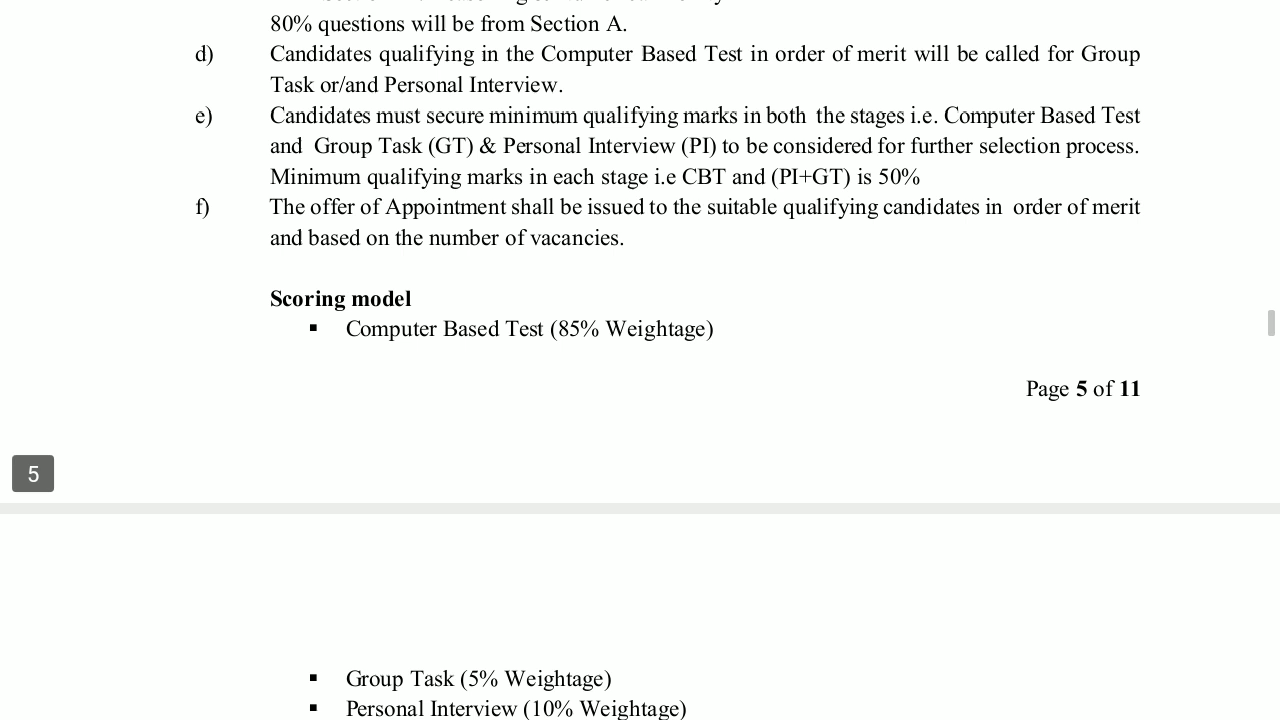 80% questions will be from Section A.
d) Candidates qualifying in the Computer Based Test in order of merit will be called for Group
Task or/and Personal Interview.
e) Candidates must secure minimum qualifying marks in both the stages i.e. Computer Based Test
and Group Task (GT) & Personal Interview (PI) to be considered for further selection process.
Minimum qualifying marks in each stage i.e CBT and (PI+GT) is 50%
f) The offer of Appointment shall be issued to the suitable qualifying candidates in order of merit
and based on the number of vacancies.
Scoring model
▪ Computer Based Test (85% Weightage)
Page 5 of 11
5
▪ Group Task (5% Weightage)
▪ Personal Interview (10% Weightage)